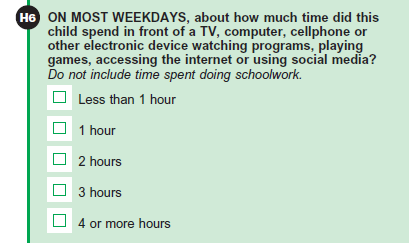 H6 ON MOST WEEKDAYS, about how much time did this
child spend in front of a TV, computer, cellphone or
other electronic device watching programs, playing
games, accessing the internet or using social media?
Do not include time spent doing schoolwork.
Less than 1 hour
1 hour
2 hours
3 hours
4 or more hours